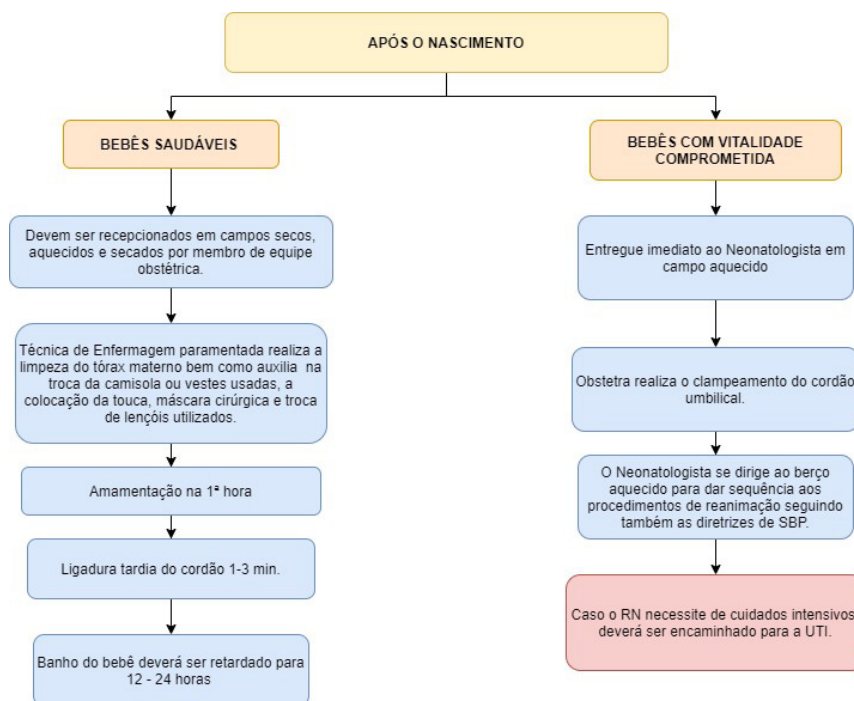 APÓS O NASCIMENTO
BEBÊS SAUDÁVEIS
Devem ser recepcionados em campos secos,
aquecidos e secados por membro de equipe
obstétrica.
Técnica de Enfermagem paramentada realiza a
limpeza do tórax materno bem como auxilia na
troca da camisola ou vestes usadas, a
colocação da touca, máscara cirúrgica e troca
de lençóis utilizados.
Amamentação na 1ª hora
Ligadura tardia do cordão 1-3 min.
Banho do bebê deverá ser retardado para
12 - 24 horas
BEBÊS COM VITALIDADE
COMPROMETIDA
Entregue imediato ao Neonatologista em
campo aquecido
Obstetra realiza o clampeamento do cordão
umbilical.
O Neonatologista se dirige ao berço
aquecido para dar sequência aos
procedimentos de reanimação seguindo
também as diretrizes de SBP.
Caso o RN necessite de cuidados intensivos
deverá ser encaminhado para a UTI.